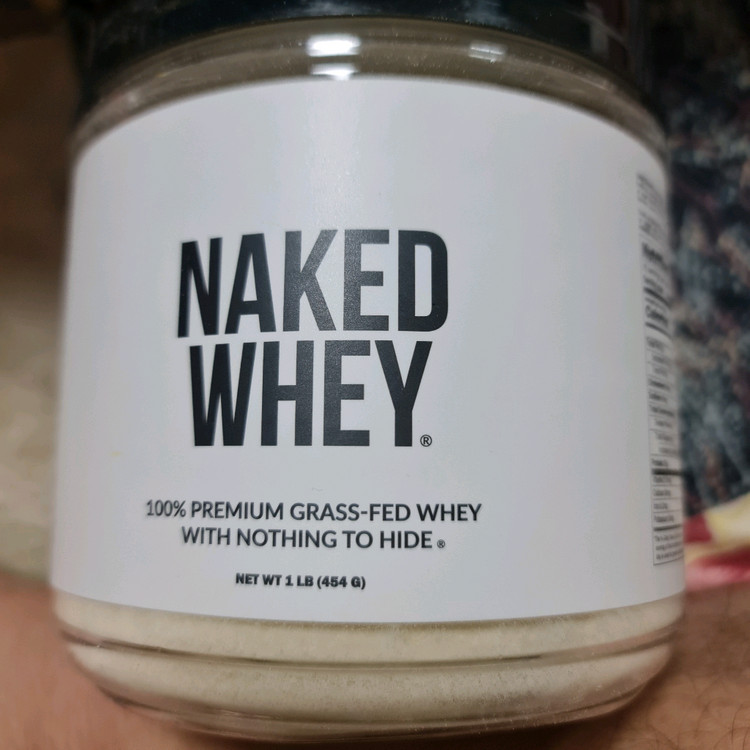 NAKED
WHEY®
100% PREMIUM GRASS-FED WHEY
WITH NOTHING TO HIDE®
NET WT 1 LB (454 G)